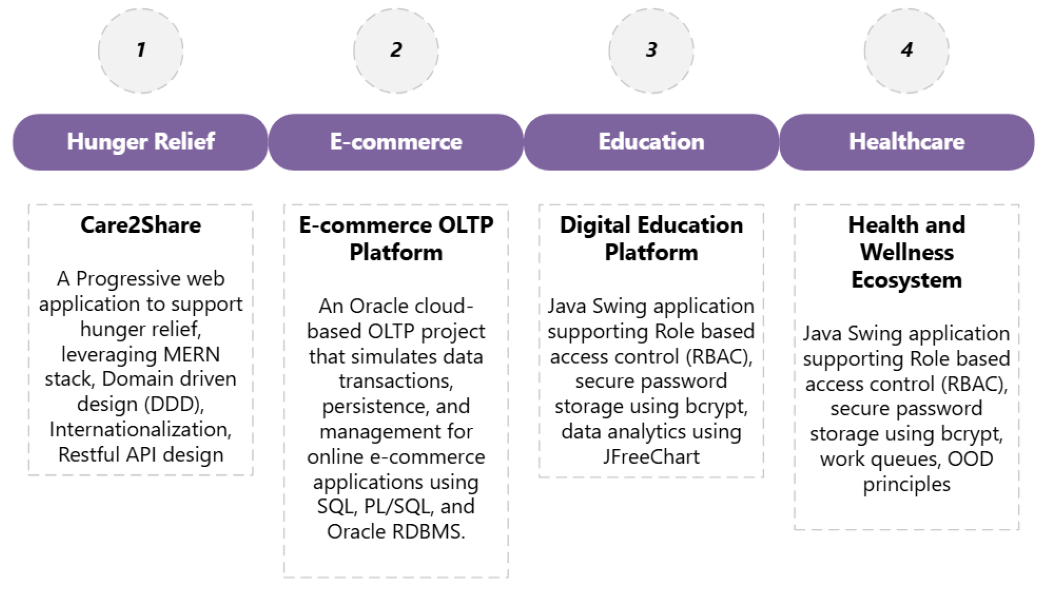 1
2
3
4
Hunger Relief
E-commerce
Education
Healthcare
Care2Share
A Progressive web
application to support
hunger relief,
leveraging MERN
stack, Domain driven
design (DDD),
Internationalization,
Restful API design
E-commerce OLTP
Platform
An Oracle cloud-
based OLTP project
that simulates data
transactions,
persistence, and
management for
online e-commerce
applications using
SQL, PL/SQL, and
Oracle RDBMS.
Digital Education
Platform
Java Swing application
supporting Role based
access control (RBAC),
secure password
storage using bcrypt,
data analytics using
JFreeChart
Health and
Wellness
Ecosystem
Java Swing application
supporting Role based
access control (RBAC),
secure password
storage using bcrypt,
work queues, OOD
principles